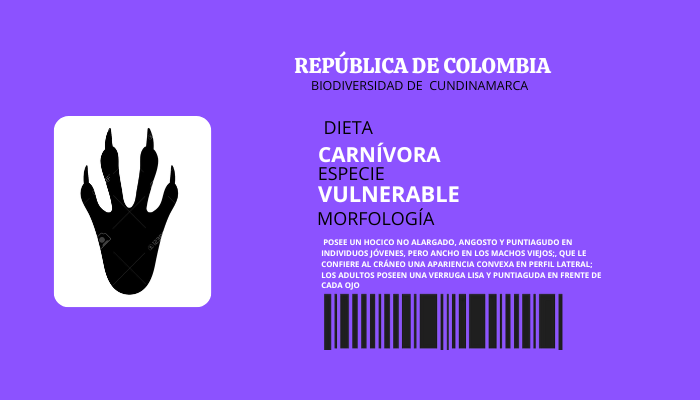 REPÚBLICA DE COLOMBIA
BIODIVERSIDAD DE CUNDINAMARCA
DIETA
CARNÍVORA
ESPECIE
VULNERABLE
MORFOLOGÍA
POSEE UN HOCICO NO ALARGADO, ANGOSTO Y PUNTIAGUDO EN
INDIVIDUOS JÓVENES, PERO ANCHO EN LOS MACHOS VIEJOS;, QUE LE
CONFIERE AL CRÁNEO UNA APARIENCIA CONVEXA EN PERFIL LATERAL;
LOS ADULTOS POSEEN UNA VERRUGA LISA Y PUNTIAGUDA EN FRENTE DE
CADA OJO